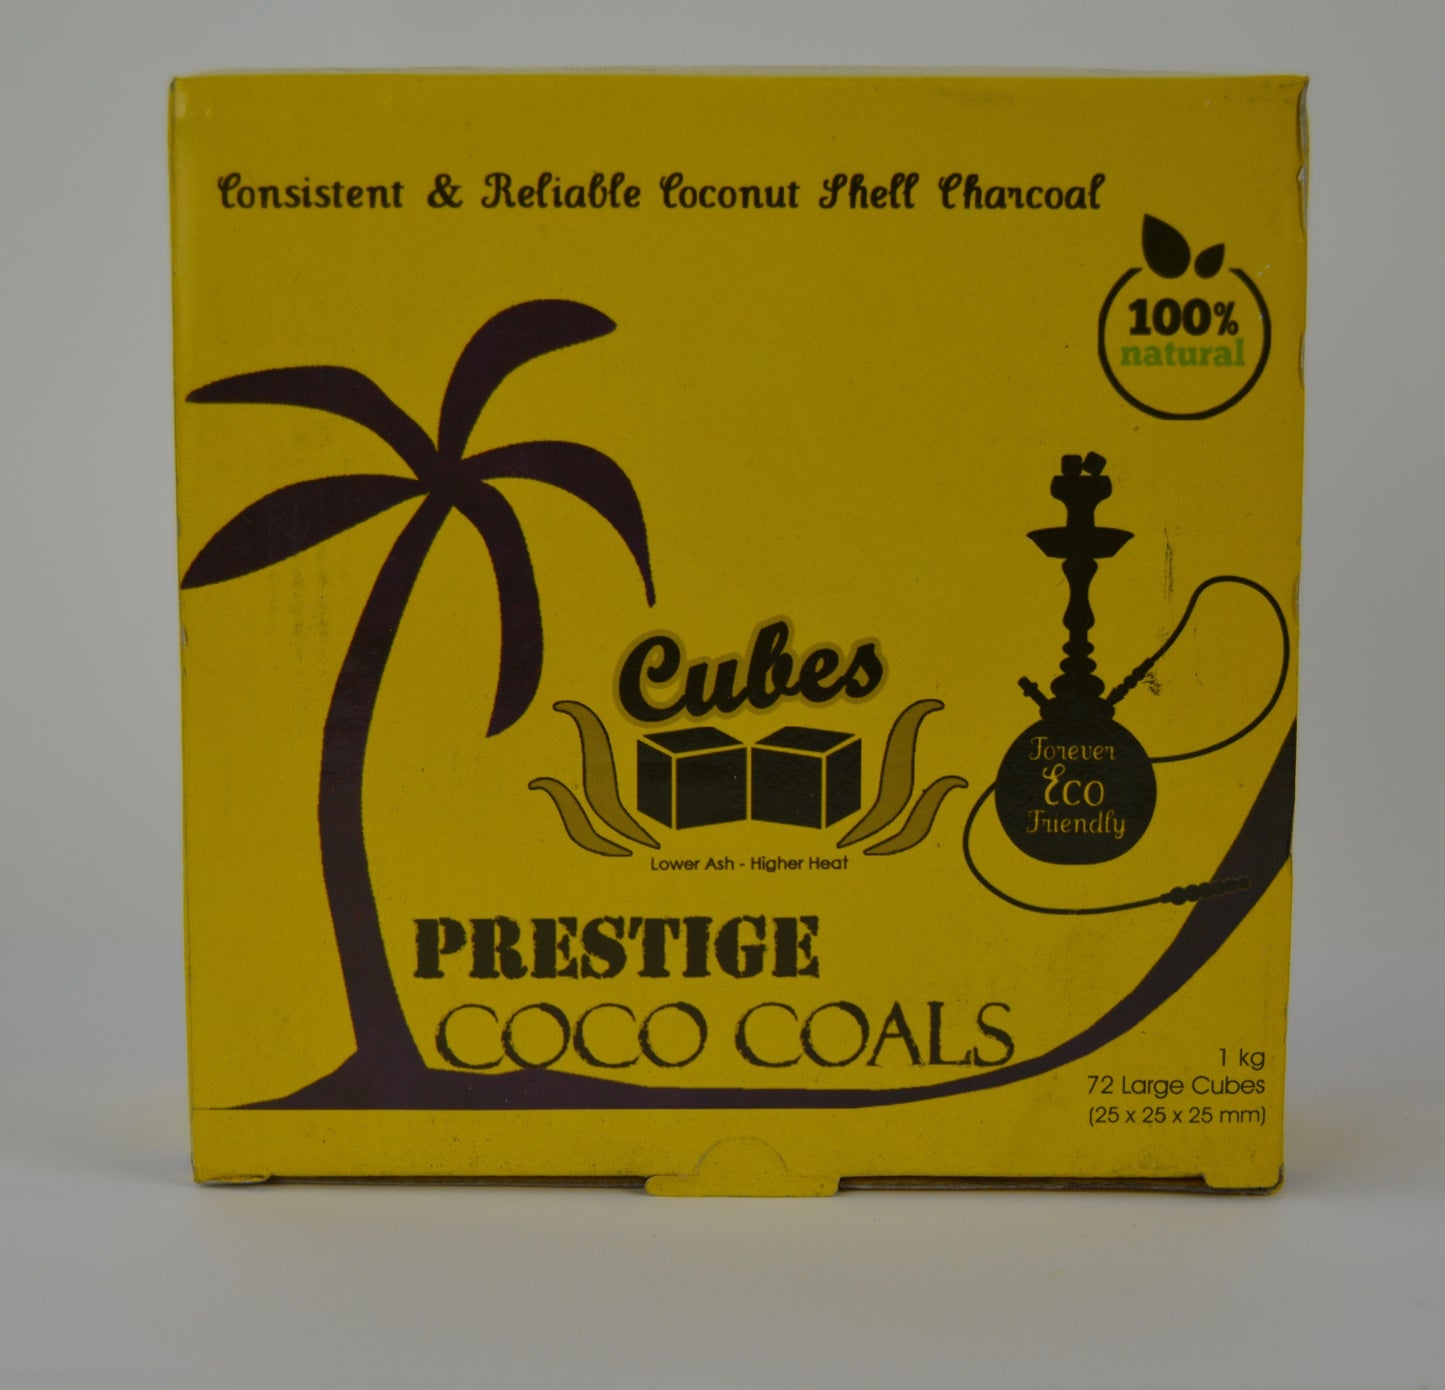 Consistent & Reliable Coconut Shell Charcoal
100%
natural
Cubes
Lower Ash - Higher Heat
Forever
Eco
Friendly
PRESTIGE
COCO COALS
1 kg
72 Large Cubes
(25 x 25 x 25 mm)